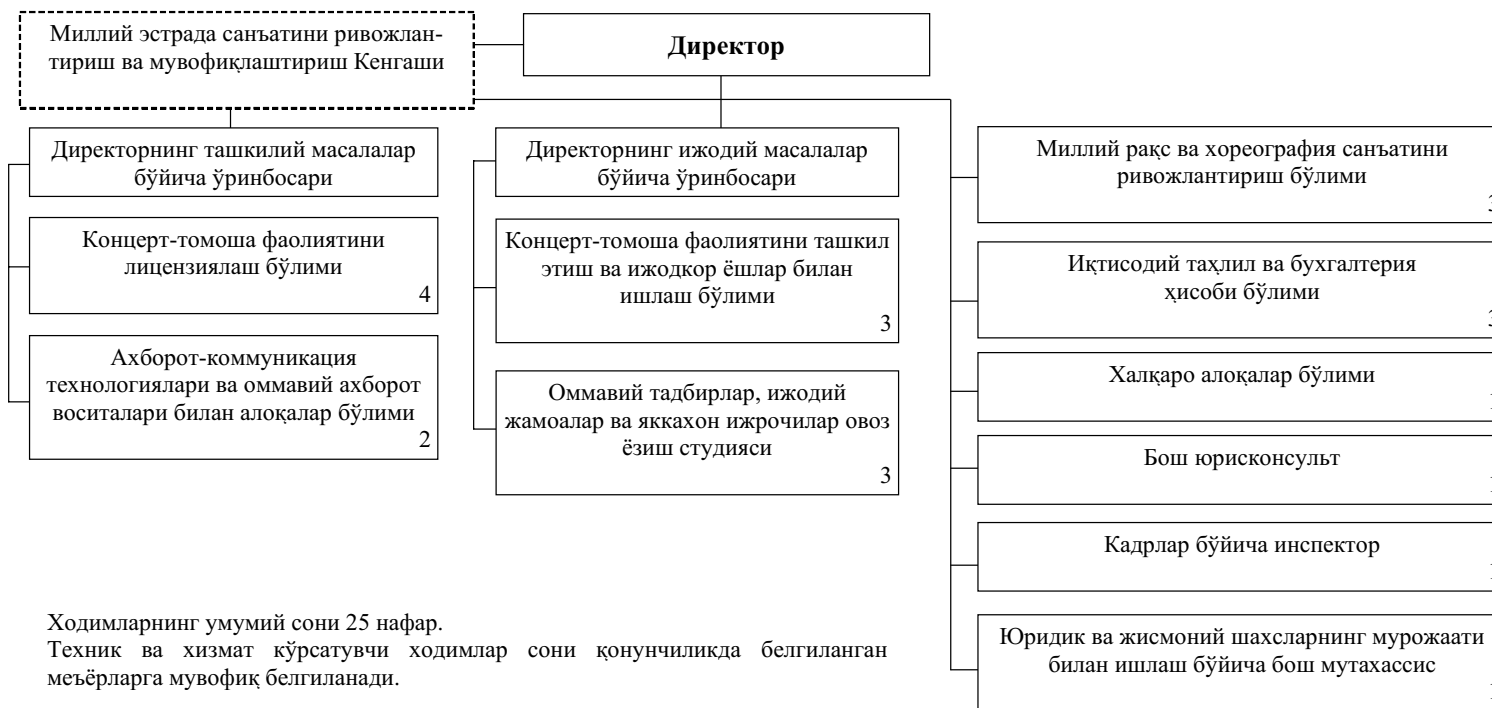 Миллий эстрада санъатини ривожлан-
тириш ва мувофиқлаштириш Кенгаши
Директор
Директорнинг ташкилий масалалар
бўйича ўринбосари
Концерт-томоша фаолиятини
лицензиялаш бўлими
4
Ахборот-коммуникация
технологиялари ва оммавий ахборот
воситалари билан алоқалар бўлими
2
Директорнинг ижодий масалалар
бўйича ўринбосари
Концерт-томоша фаолиятини ташкил
этиш ва ижодкор ёшлар билан
ишлаш бўлими
3
Оммавий тадбирлар, ижодий
жамоалар ва яккахон ижрочилар овоз
ёзиш студияси
3
Миллий рақс ва хореография санъатини
ривожлантириш бўлими
3
Иқтисодий таҳлил ва бухгалтерия
ҳисоби бўлими
3
Халқаро алоқалар бўлими
Бош юрисконсульт
Кадрлар бўйича инспектор
Юридик ва жисмоний шахсларнинг мурожаати
билан ишлаш бўйича бош мутахассис
Ходимларнинг умумий сони 25 нафар.
Техник ва хизмат кўрсатувчи ходимлар сони қонунчиликда белгиланган
меъёрларга мувофиқ белгиланади.